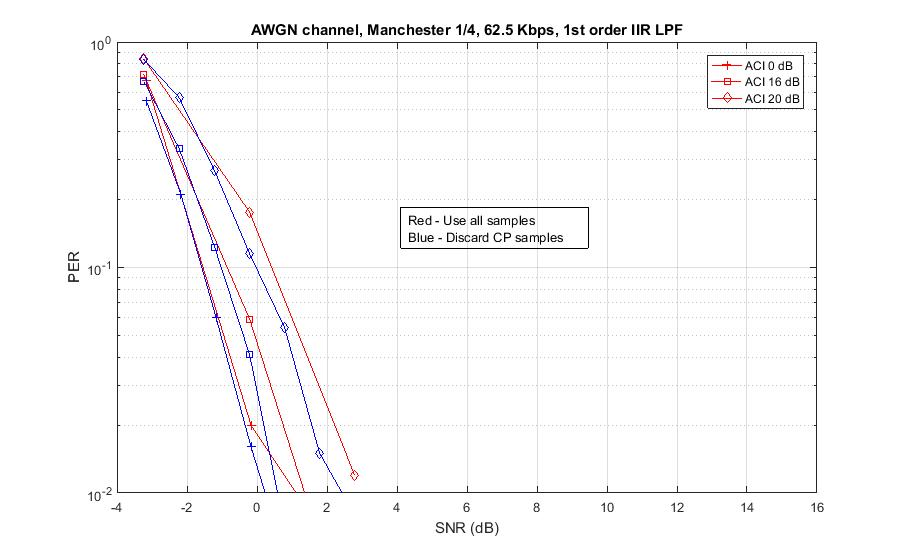 AWGN channel, Manchester 1/4, 62.5 Kbps, 1st order IIR LPF
10^0
10^-1
10^-2
PER
ACI 0 dB
ACI 16 dB
ACI 20 dB
Red - Use all samples
Blue - Discard CP samples
-4 -2 0 2 4 6 8 10 12 14 16
SNR (dB)